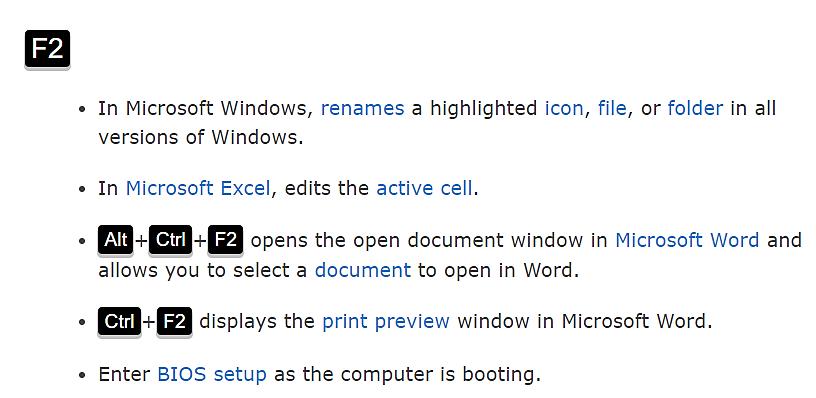 F2
• In Microsoft Windows, renames a highlighted icon, file, or folder in all
versions of Windows.
• In Microsoft Excel, edits the active cell.
• Alt+Ctrl+F2 opens the open document window in Microsoft Word and
allows you to select a document to open in Word.
• Ctrl+F2 displays the print preview window in Microsoft Word.
• Enter BIOS setup as the computer is booting.